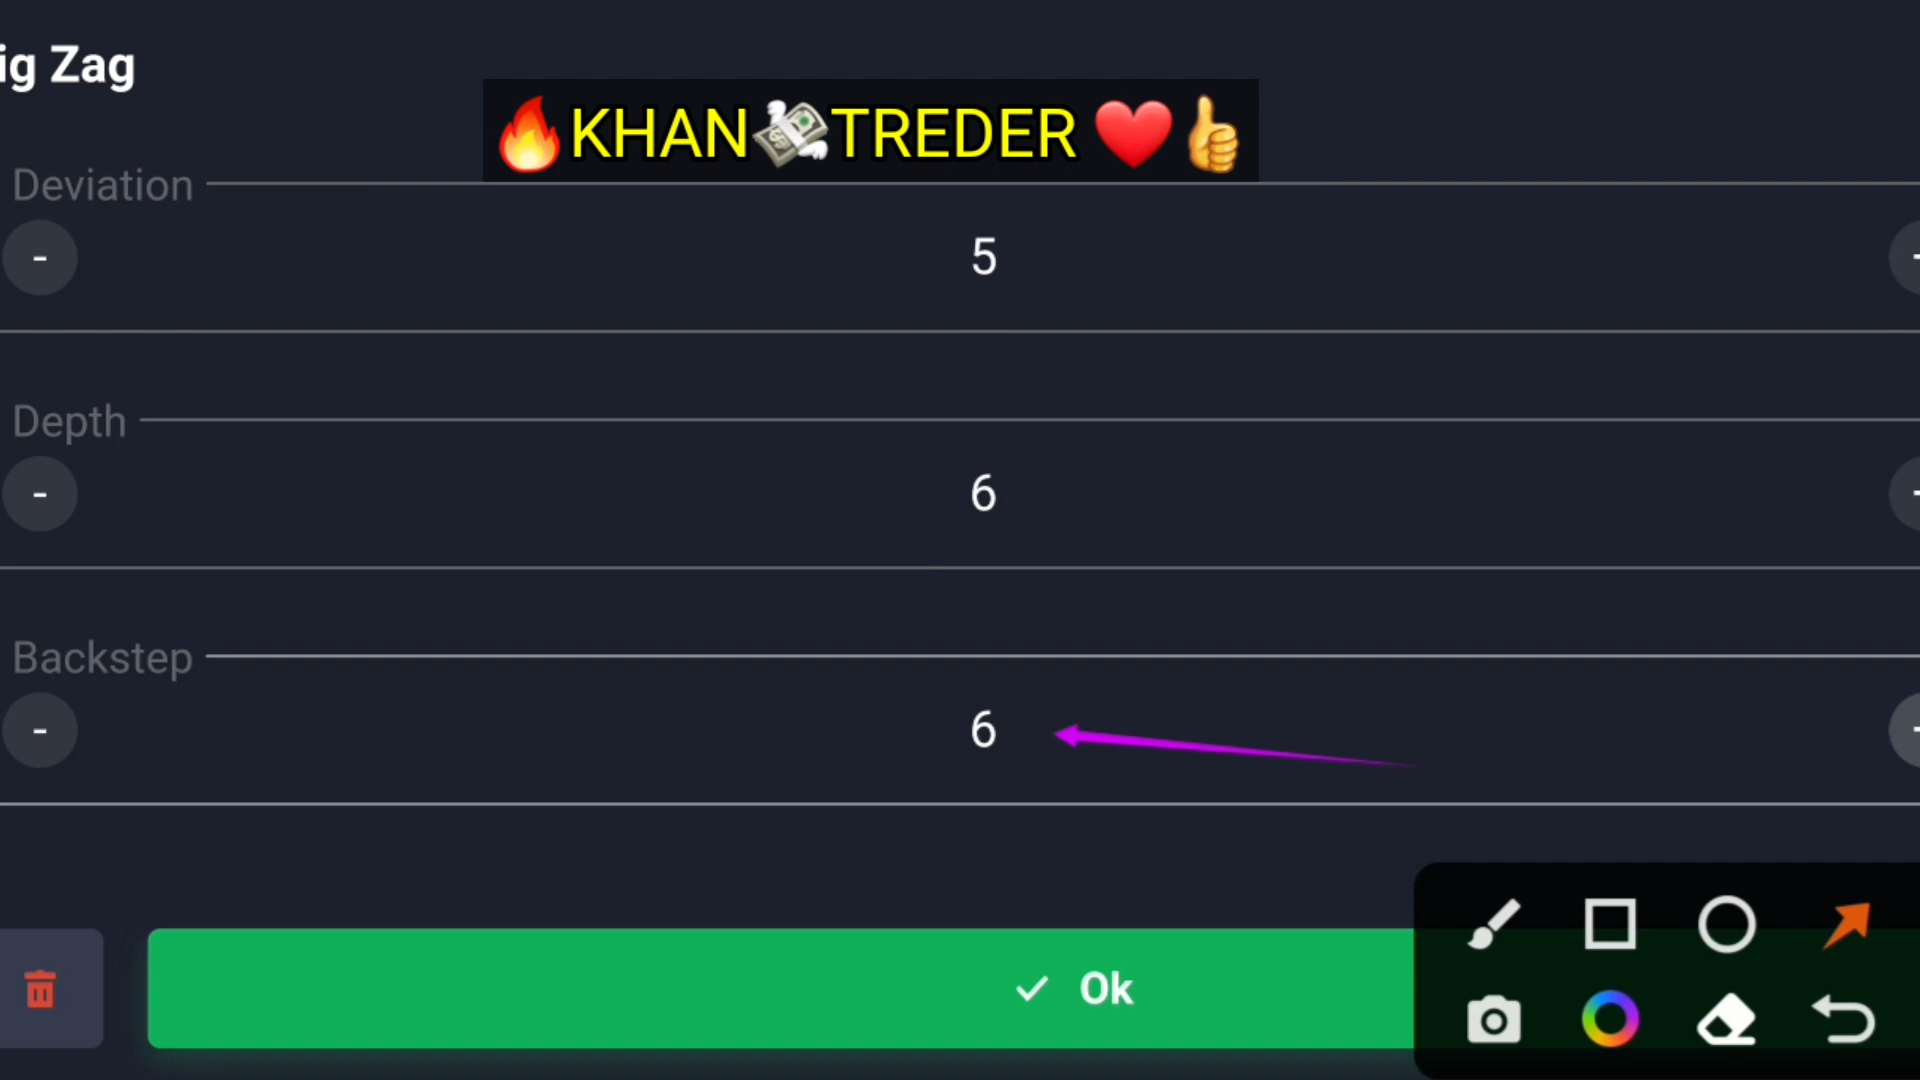 ig Zag
🔥KHAN💸TREDER ❤️👍
Deviation
- 5
Depth
- 6
Backstep
- 6
Ok